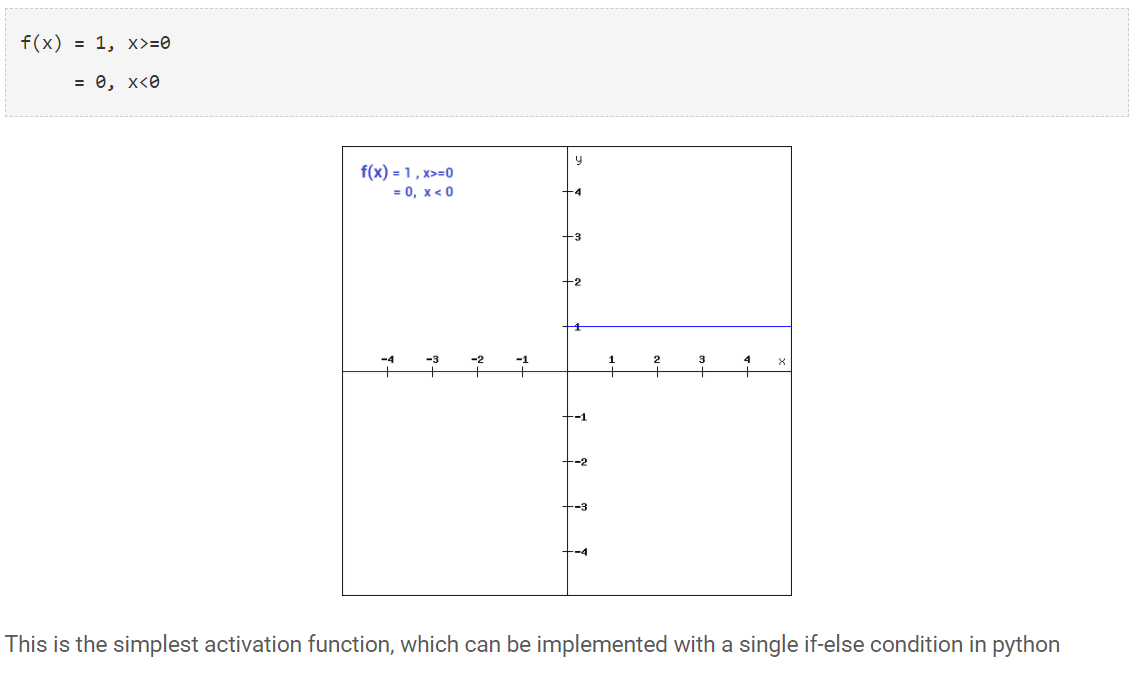 f(x) = 1, x>=0
= 0, x<0
f(x) = 1 , x>=0
= 0, x < 0
y
4
3
2
1
-4 -3 -2 -1 1 2 3 4 x
-1
-2
-3
-4
This is the simplest activation function, which can be implemented with a single if-else condition in python